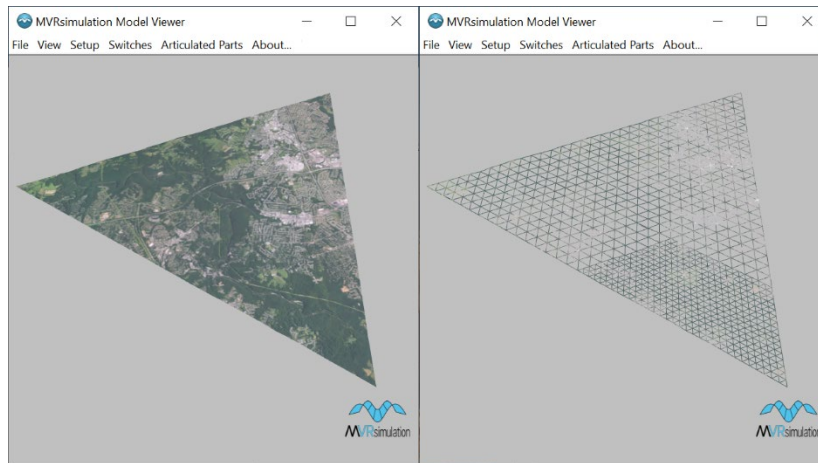 MVRsimulation Model Viewer
File View Setup Switches Articulated Parts About...
MVRsimulation
MVRsimulation Model Viewer
File View Setup Switches Articulated Parts About...
MVRsimulation